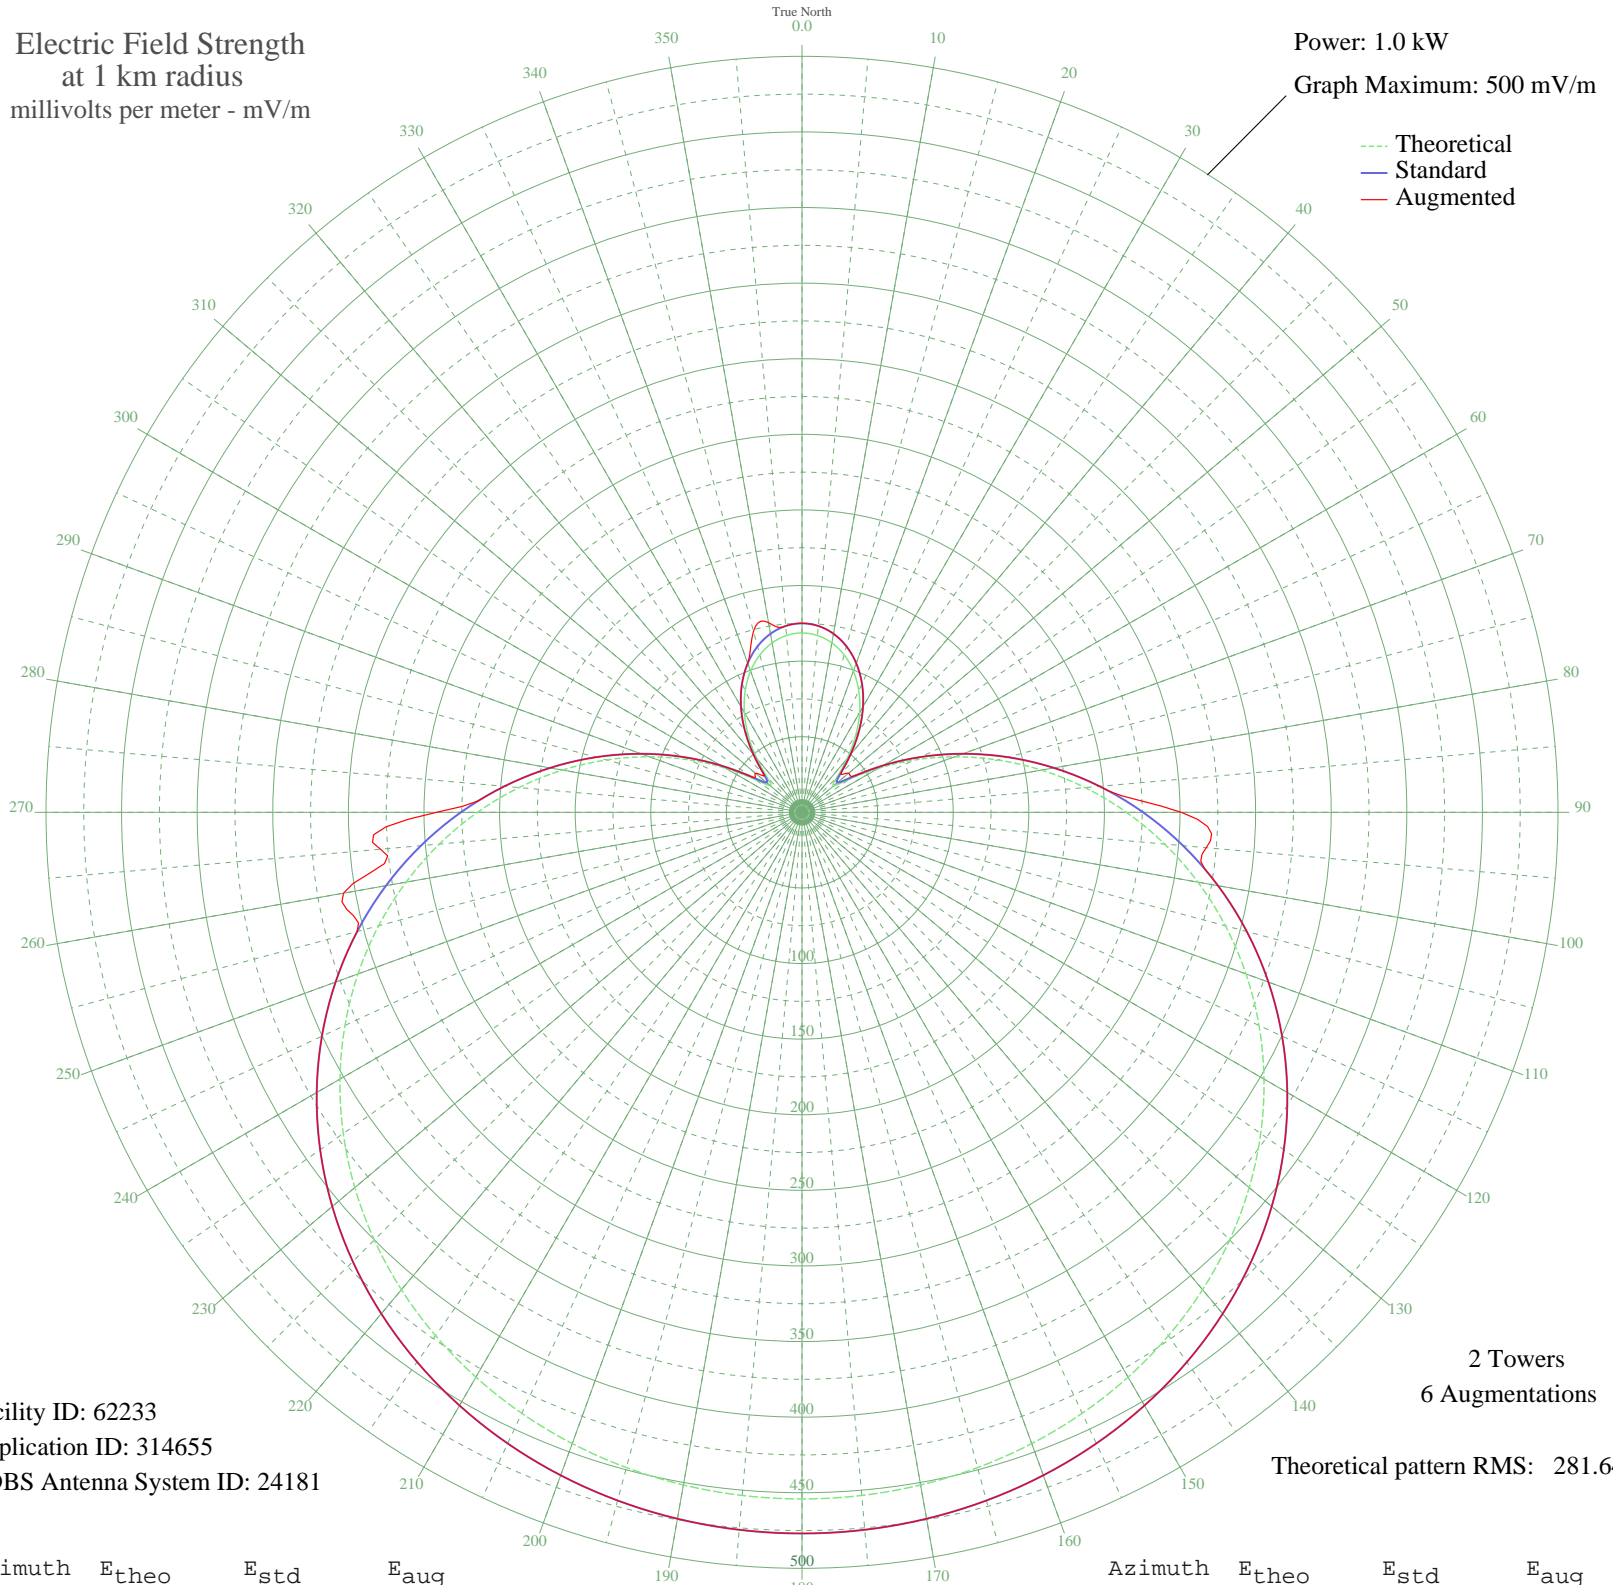 True North
0.0
Electric Field Strength
at 1 km radius
millivolts per meter - mV/m
Power: 1.0 kW
Graph Maximum: 500 mV/m
Theoretical
Standard
Augmented
10
20
30
40
50
60
70
80
90
100
110
120
130
140
150
160
170
190
200
210
220
230
240
250
260
270
280
290
300
310
320
330
340
350
100
150
200
250
300
350
400
450
500
2 Towers
6 Augmentations
Theoretical pattern RMS: 281.6
cility ID: 62233
plication ID: 314655
DBS Antenna System ID: 24181
imuth Etheo Estd Eaug
Azimuth Etheo Estd Eaug